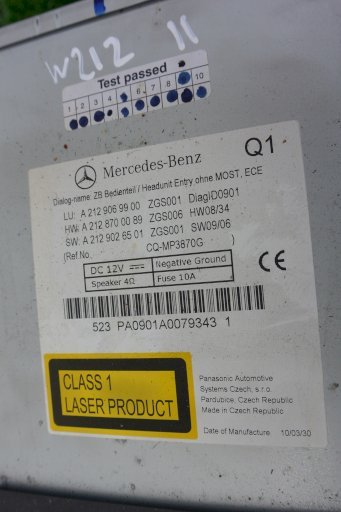 W212 11
Test passed
1 2 3 4 6 7 8 10
Mercedes-Benz
Q1
Dialog-name: ZB Bedienteil / Headunit Entry ohne MOST, ECE
LU: A 212 906 99 00 ZGS001 DiagiD0901
HW: A 212 870 00 89 ZGS006 HW08/34
SW: A 212 902 65 01 ZGS001 SW09/06
(Ref No. CQ-MP3870G )
DC 12V Negative Ground
Speaker 4Ω Fuse 10A
CE
523 PA0901A0079343 1
CLASS 1
LASER PRODUCT
Panasonic Automotive
Systems Czech, s.r.o.
Pardubice, Czech Republic
Made in Czech Republic
Date of Manufacture 10/03/30